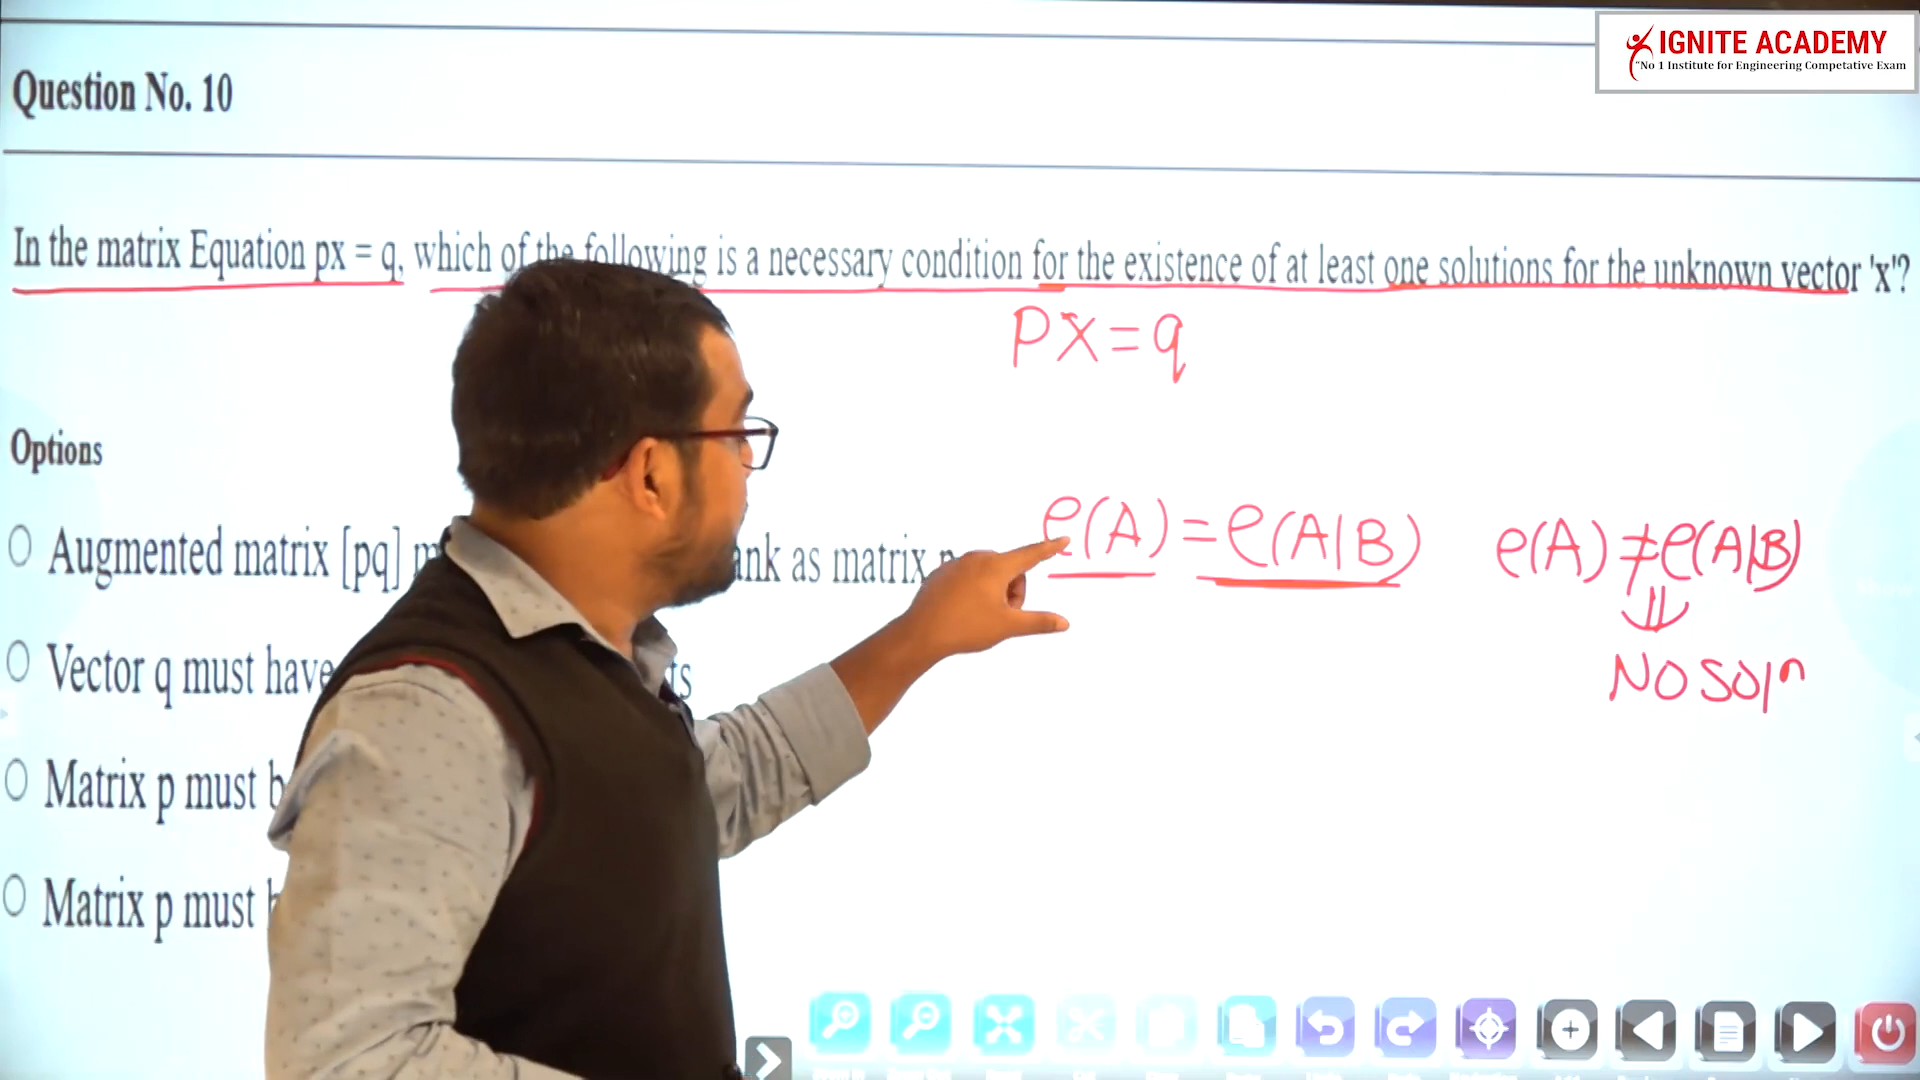 IGNITE ACADEMY
"No 1 Institute for Engineering Competative Exam
Question No. 10
In the matrix Equation px = q, which of the following is a necessary condition for the existence of at least one solutions for the unknown vector 'x'?
PX=q
Options
Augmented matrix [pq] as matrix
ρ(A)=ρ(A|B) ρ(A)≠ρ(A|B)
⇓
NO Solⁿ
Vector q must have
Matrix p must
Matrix p must